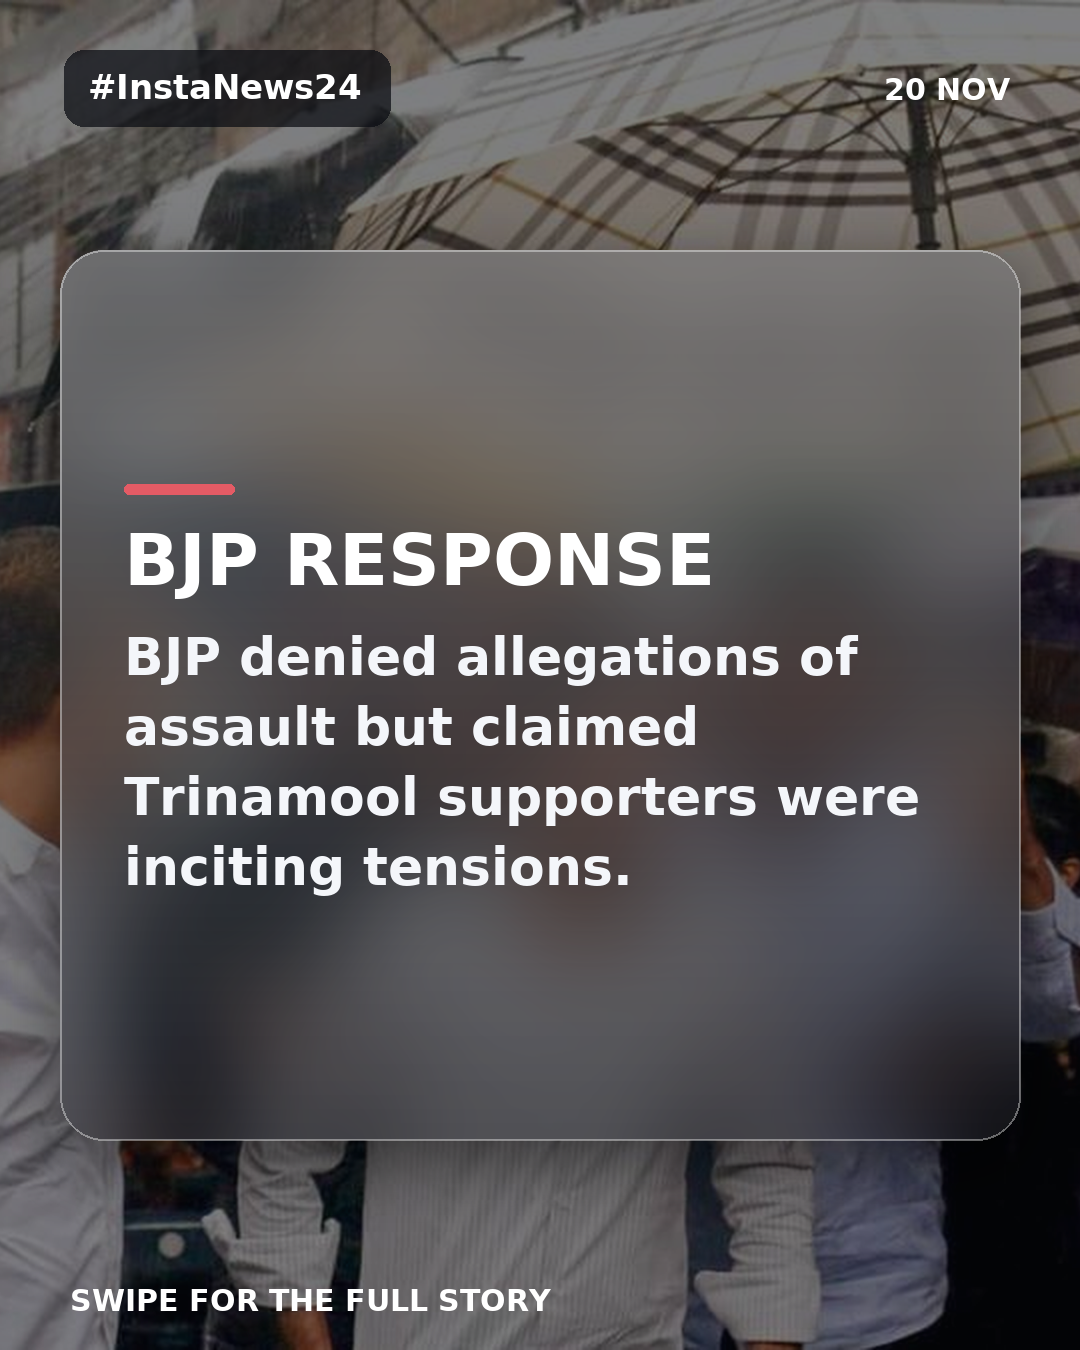 #InstaNews24
20 NOV
BJP RESPONSE
BJP denied allegations of
assault but claimed
Trinamool supporters were
inciting tensions.
SWIPE FOR THE FULL STORY